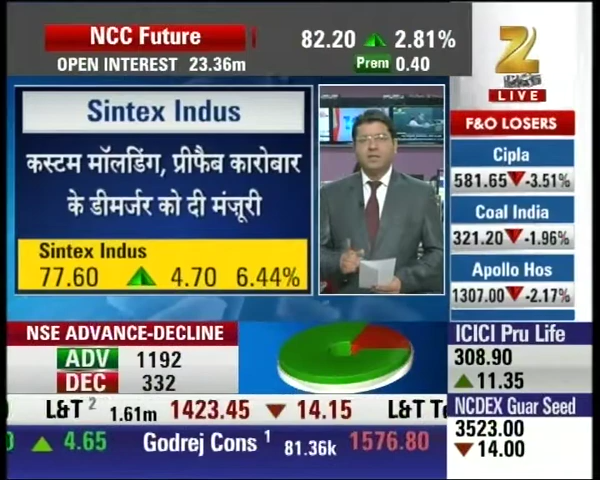 NCC Future
82.20 2.81%
OPEN INTEREST 23.36m
Prem 0.40
LIVE
Sintex Indus
कस्टम मॉलडिंग, प्रीफैब कारोबार
के डीमर्जर को दी मंजूरी
Sintex Indus
77.60 4.70 6.44%
F&O LOSERS
Cipla
581.65 -3.51%
Coal India
321.20 -1.96%
Apollo Hos
1307.00 -2.17%
NSE ADVANCE-DECLINE
ADV 1192
DEC 332
ICICI Pru Life
308.90
11.35
NCDEX Guar Seed
3523.00
14.00
L&T 2 1.61m 1423.45 14.15 L&T
4.65 Godrej Cons 1 81.36k 1576.80